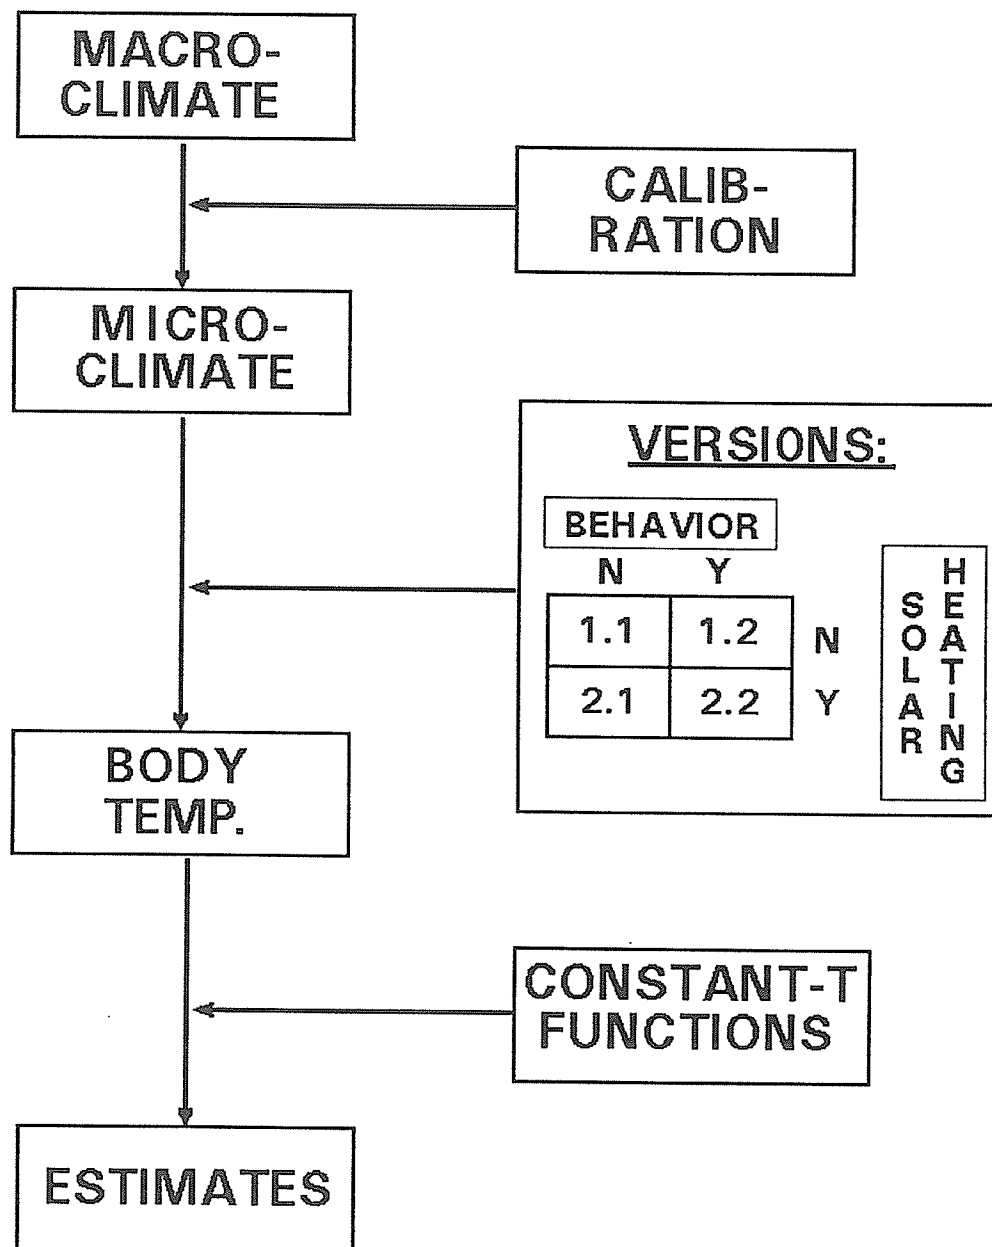 MACRO-
CLIMATE
CALIB-
RATION
MICRO-
CLIMATE
VERSIONS:
BEHAVIOR
N Y
1.1 1.2 N
2.1 2.2 Y
SOLAR
HEATING
BODY
TEMP.
CONSTANT-T
FUNCTIONS
ESTIMATES